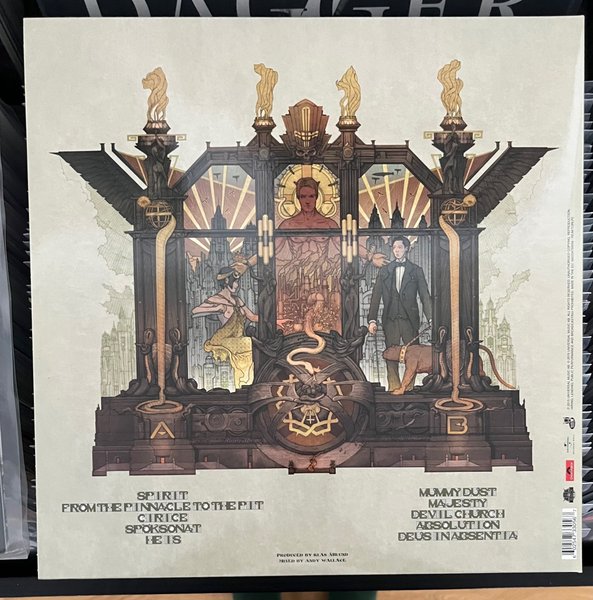 DAGGER
A
B
SPIRIT
FROM THE PINNACLE TO THE PIT
CIRICE
SPÖKSONAT
HE IS
MUMMY DUST
MAJESTY
DEVIL CHURCH
ABSOLUTION
DEUS IN ABSENTIA
PRODUCED BY KLAS ÅHLUND
MIXED BY ANDY WALLACE